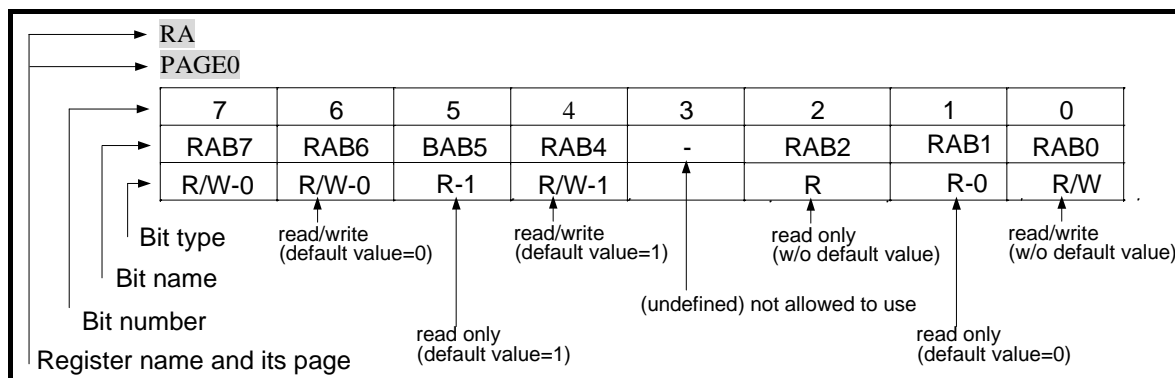 RA
PAGE0
7 6 5 4 3 2 1 0
RAB7 RAB6 BAB5 RAB4 - RAB2 RAB1 RAB0
R/W-0 R/W-0 R-1 R/W-1 R R-0 R/W
Bit type
read/write
(default value=0)
read/write
(default value=1)
read only
(w/o default value)
read/write
(w/o default value)
Bit name
(undefined) not allowed to use
Bit number
read only
(default value=1)
read only
(default value=0)
Register name and its page